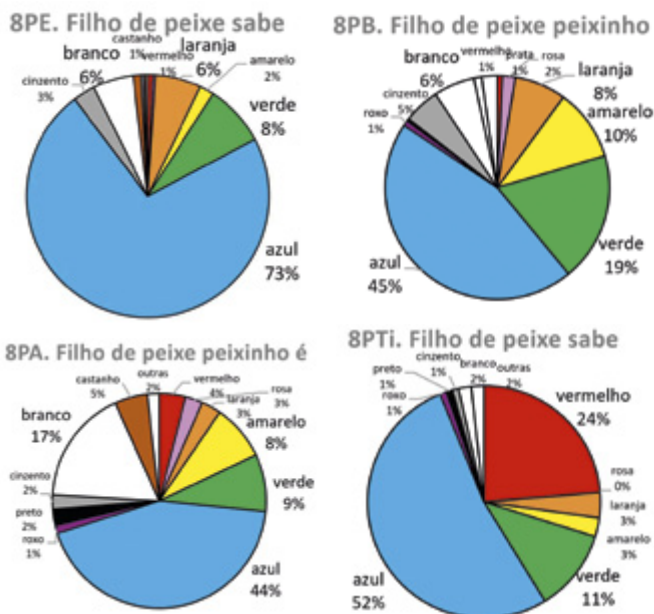 8PE. Filho de peixe sabe
castanho
1%
vermelho
1%
laranja
6%
amarelo
2%
verde
8%
azul
73%
cinzento
3%
branco
6%
8PB. Filho de peixe peixinho
vermelho
1%
prata
1%
rosa
2%
laranja
8%
amarelo
10%
verde
19%
azul
45%
roxo
1%
cinzento
5%
branco
6%
8PA. Filho de peixe peixinho é
outras
2%
vermelho
4%
rosa
3%
laranja
3%
amarelo
8%
verde
9%
azul
44%
roxo
1%
preto
2%
cinzento
2%
branco
17%
castanho
5%
8PTi. Filho de peixe sabe
vermelho
24%
rosa
0%
laranja
3%
amarelo
3%
verde
11%
azul
52%
roxo
1%
preto
1%
cinzento
1%
branco
2%
outras
2%